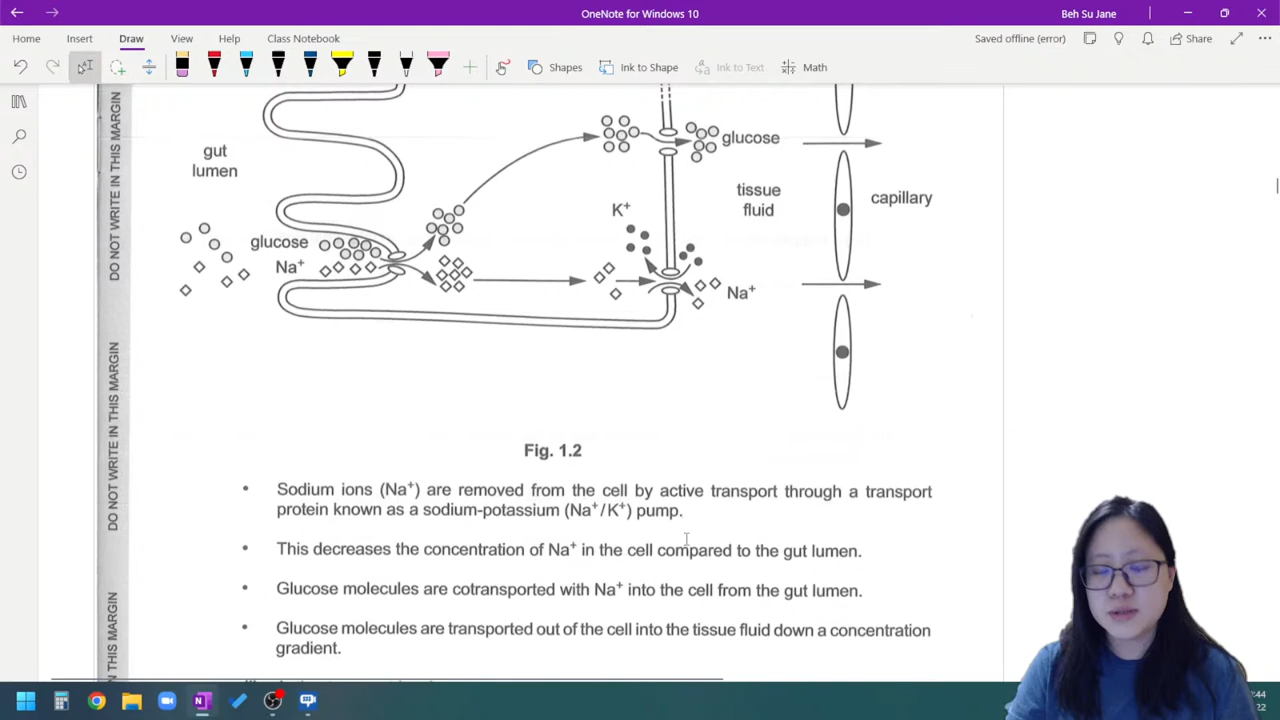 OneNote for Windows 10
Beh Su Jane
Home
Insert
Draw
View
Help
Class Notebook
Saved offline (error)
Share
Shapes
Ink to Shape
Ink to Text
Math
DO NOT WRITE IN THIS MARGIN
DO NOT WRITE IN THIS MARGIN
THIS MARGIN
gut
lumen
glucose
tissue
fluid
capillary
K⁺
glucose
Na⁺
Na⁺
Fig. 1.2
• Sodium ions (Na⁺) are removed from the cell by active transport through a transport
protein known as a sodium-potassium (Na⁺/K⁺) pump.
• This decreases the concentration of Na⁺ in the cell compared to the gut lumen.
• Glucose molecules are cotransported with Na⁺ into the cell from the gut lumen.
• Glucose molecules are transported out of the cell into the tissue fluid down a concentration
gradient.
:44
22